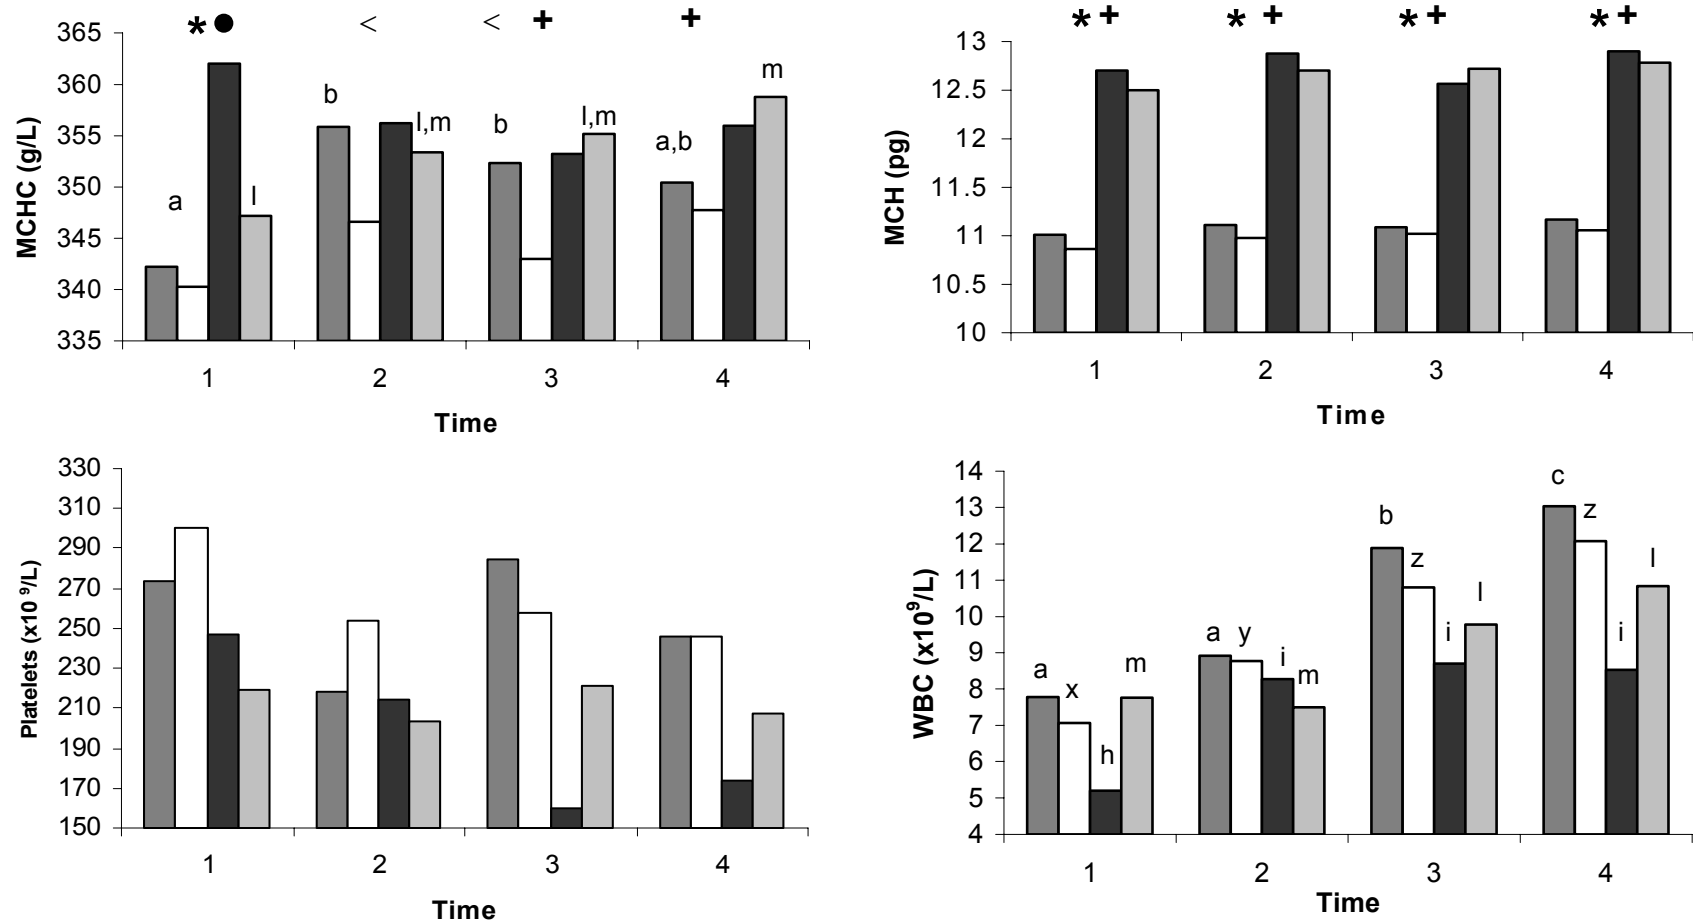 * ● < < + +
365
360
355
350
345
340
335
MCHC (g/L)
a l b l,m b l,m a,b m
1 2 3 4
Time
* + * + * + * +
13
12.5
12
11.5
11
10.5
10
MCH (pg)
1 2 3 4
Time
330
310
290
270
250
230
210
190
170
150
Platelets (x10 9/L)
1 2 3 4
Time
14
13
12
11
10
9
8
7
6
5
4
WBC (x10⁹/L)
a x h m a y i m b z i l c z i l
1 2 3 4
Time